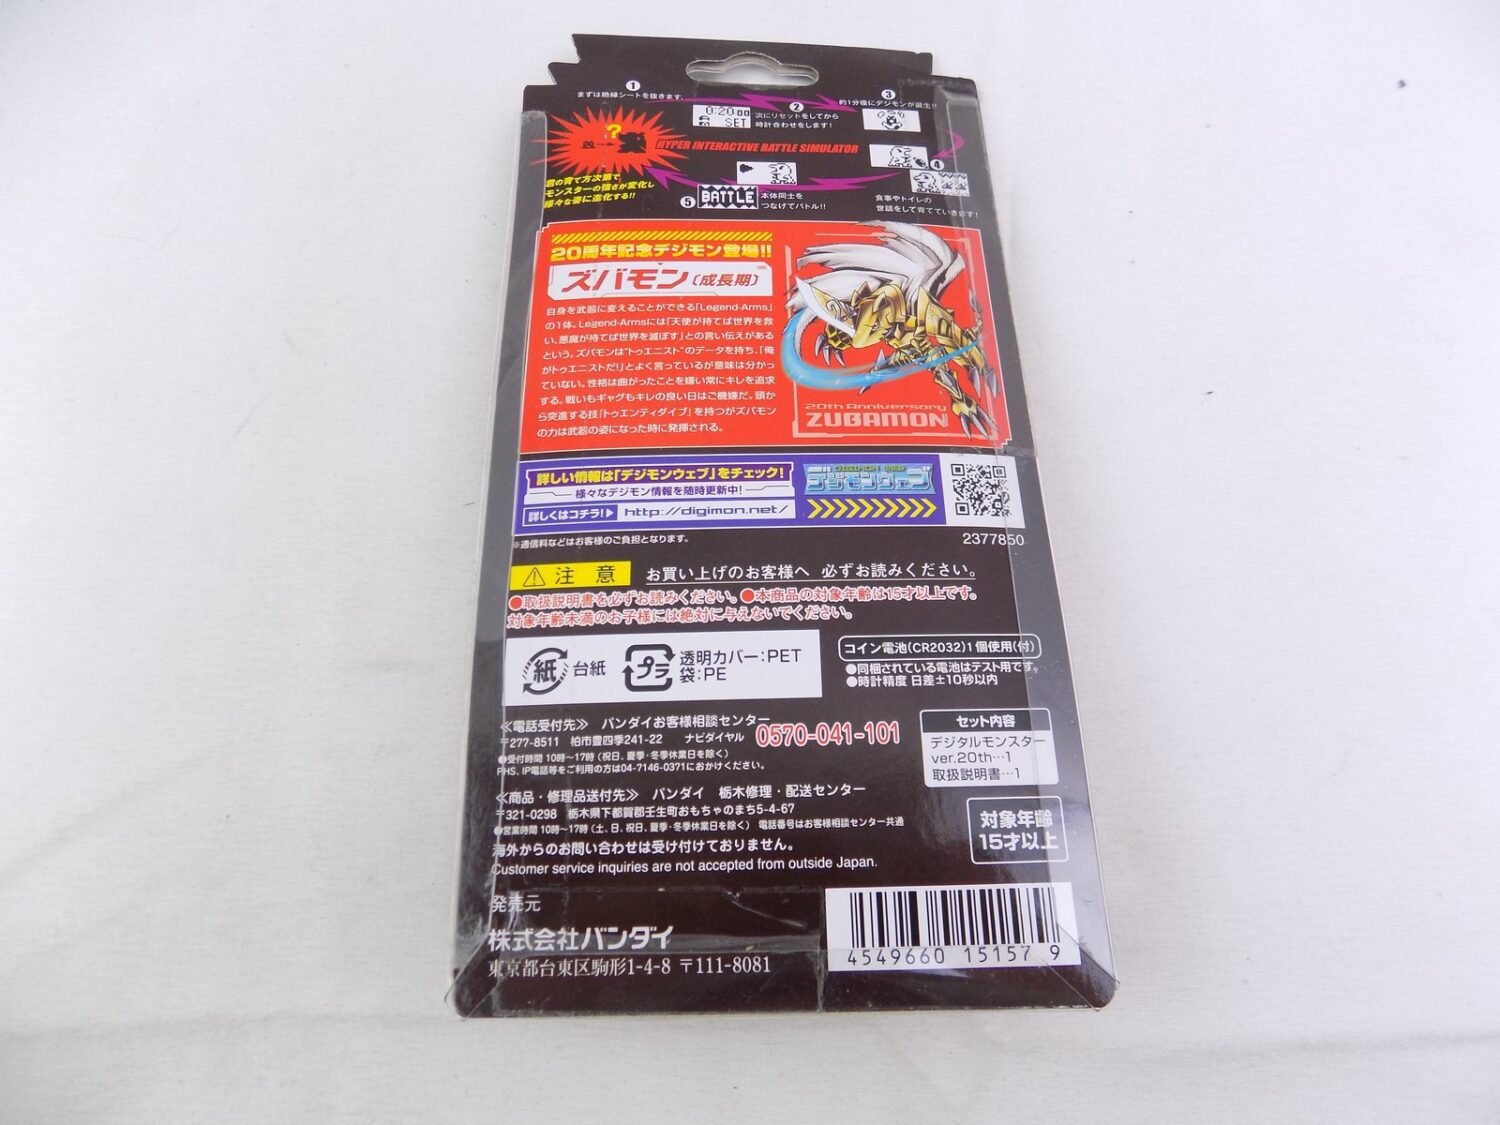 ① まずは絶縁シートを抜きます。
0:20 00
SET
② 次にリセットをしてから
時計合わせをします!
③ 約1分後にデジモンが誕生!!
?
HYPER INTERACTIVE BATTLE SIMULATOR
④
食事やトイレの
世話をして育てていきます!
君の育て方次第で
モンスターの強さが変化し
様々な姿に進化する!!
⑤ BATTLE
本体同士を
つなげてバトル!!
20周年記念デジモン登場!!
ズバモン〔成長期〕
自身を武器に変えることができる「Legend-Arms」
の1体。Legend-Armsには「天使が持てば世界を救
い、悪魔が持てば世界を滅ぼす」との言い伝えがある
という。ズバモンは“トゥエニスト”のデータを持ち、「俺
がトゥエニストだ!」とよく言っているが意味は分かっ
ていない。性格は曲がったことを嫌い常にキレを追求
する。戦いもギャグもキレの良い日はご機嫌だ。頭か
ら突進する技「トゥエンティダイブ」を持つがズバモン
の力は武器の姿になった時に発揮される。
20th Anniversary
ZUBAMON
詳しい情報は「デジモンウェブ」をチェック!
様々なデジモン情報を随時更新中!
詳しくはコチラ!▶ http://digimon.net/
DIGIMON WEB
デジモンウェブ
※通信料などはお客様のご負担となります。
2377850
⚠ 注 意 お買い上げのお客様へ 必ずお読みください。
●取扱説明書を必ずお読みください。●本商品の対象年齢は15才以上です。
対象年齢未満のお子様には絶対に与えないでください。
紙 台紙
プラ 透明カバー:PET
袋:PE
コイン電池(CR2032)1個使用(付)
●同梱されている電池はテスト用です。
●時計精度 日差±10秒以内
≪電話受付先≫ バンダイお客様相談センター
〒277-8511 柏市豊四季241-22 ナビダイヤル 0570-041-101
●受付時間 10時~17時(祝日、夏季・冬季休業日を除く)
PHS、IP電話等をご利用の方は04-7146-0371におかけください。
≪商品・修理品送付先≫ バンダイ 栃木修理・配送センター
〒321-0298 栃木県下都賀郡壬生町おもちゃのまち5-4-67
●営業時間 10時~17時(土、日、祝日、夏季・冬季休業日を除く) 電話番号はお客様相談センター共通
海外からのお問い合わせは受け付けておりません。
Customer service inquiries are not accepted from outside Japan.
セット内容
デジタルモンスター
ver.20th…1
取扱説明書…1
対象年齢
15才以上
発売元
株式会社バンダイ
東京都台東区駒形1-4-8 〒111-8081
4549660 15157 9